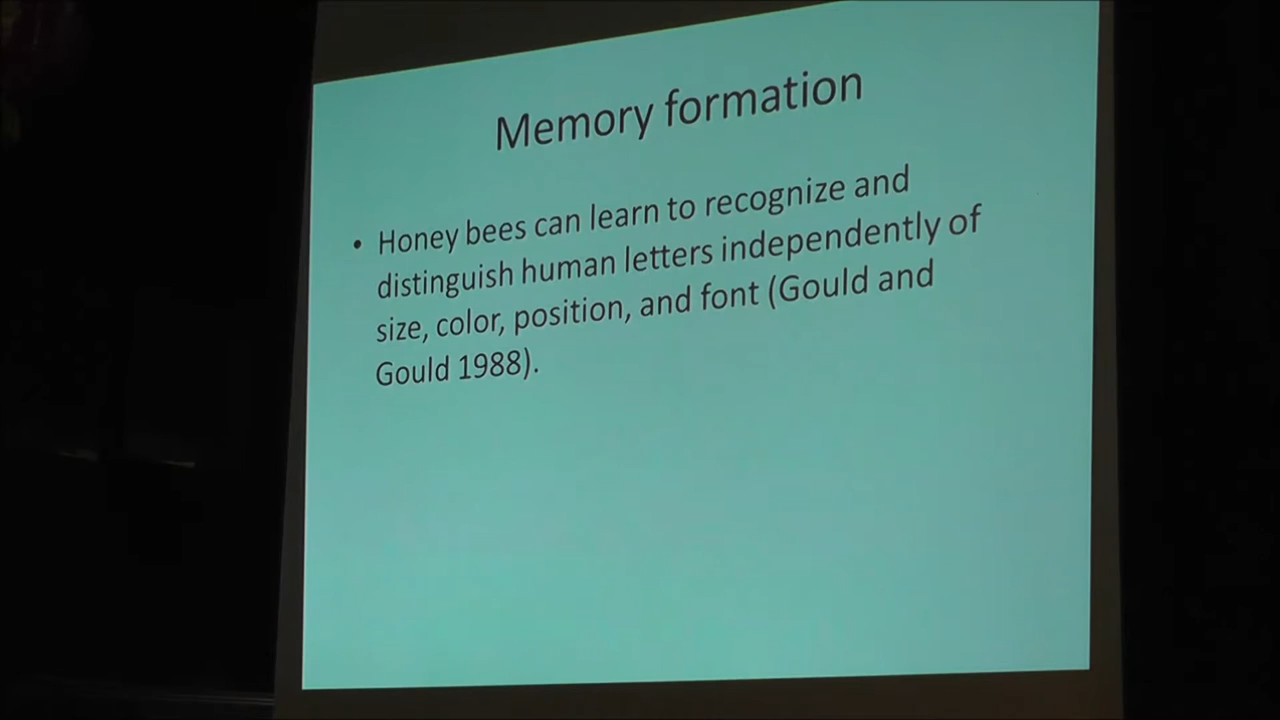 Memory formation
• Honey bees can learn to recognize and
distinguish human letters independently of
size, color, position, and font (Gould and
Gould 1988).